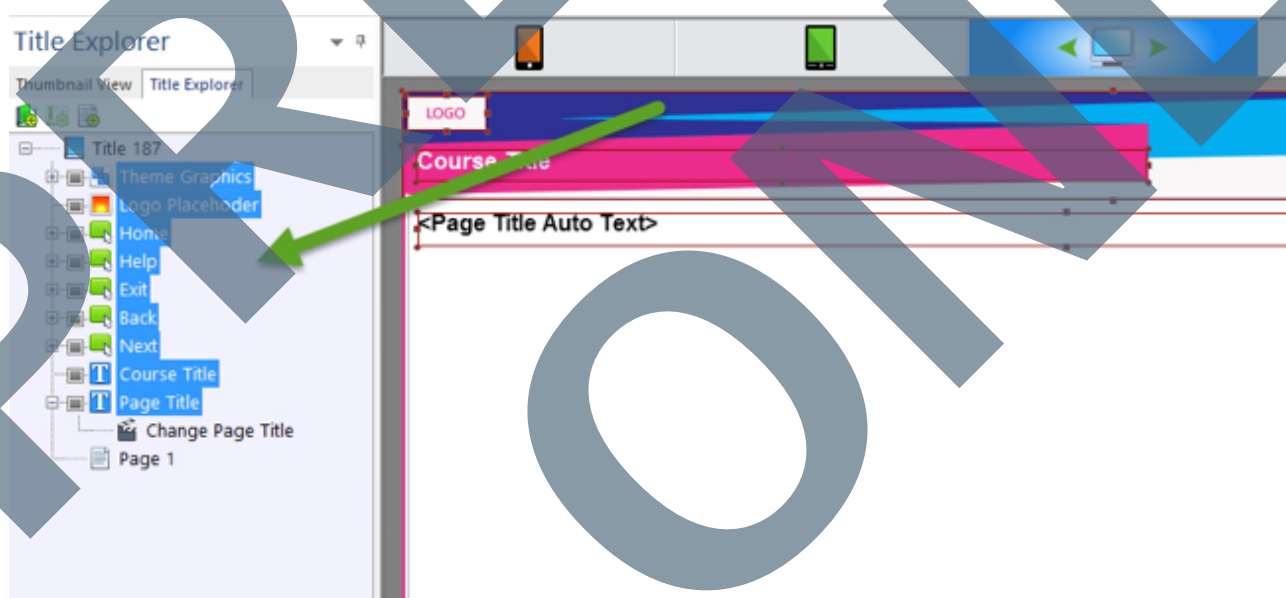 Title Explorer
Thumbnail View
Title Explorer
Title 187
Theme Graphics
Logo Placehoder
Home
Help
Exit
Back
Next
Course Title
Page Title
Change Page Title
Page 1
LOGO
Course Title
<Page Title Auto Text>